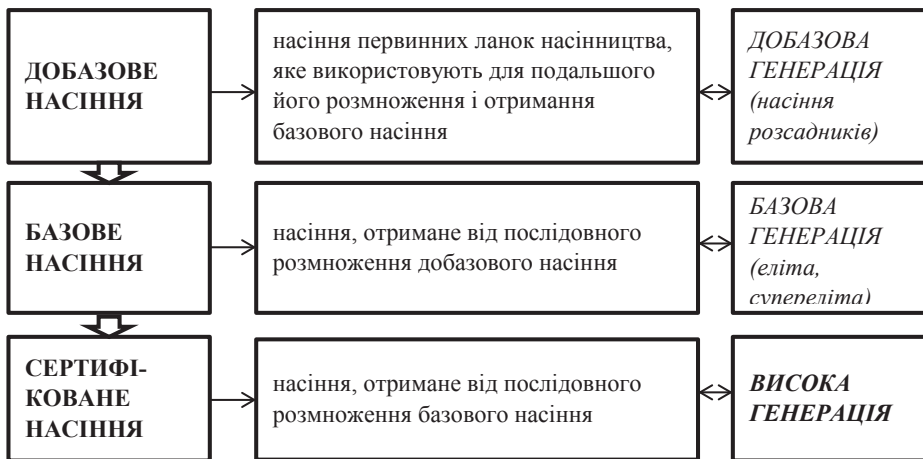 ДОБАЗОВЕ
НАСІННЯ
насіння первинних ланок насінництва,
яке використовують для подальшого
його розмноження і отримання
базового насіння
ДОБАЗОВА
ГЕНЕРАЦІЯ
(насіння
розсадників)
БАЗОВЕ
НАСІННЯ
насіння, отримане від послідовного
розмноження добазового насіння
БАЗОВА
ГЕНЕРАЦІЯ
(еліта,
супереліта)
СЕРТИФІ-
КОВАНЕ
НАСІННЯ
насіння, отримане від послідовного
розмноження базового насіння
ВИСОКА
ГЕНЕРАЦІЯ